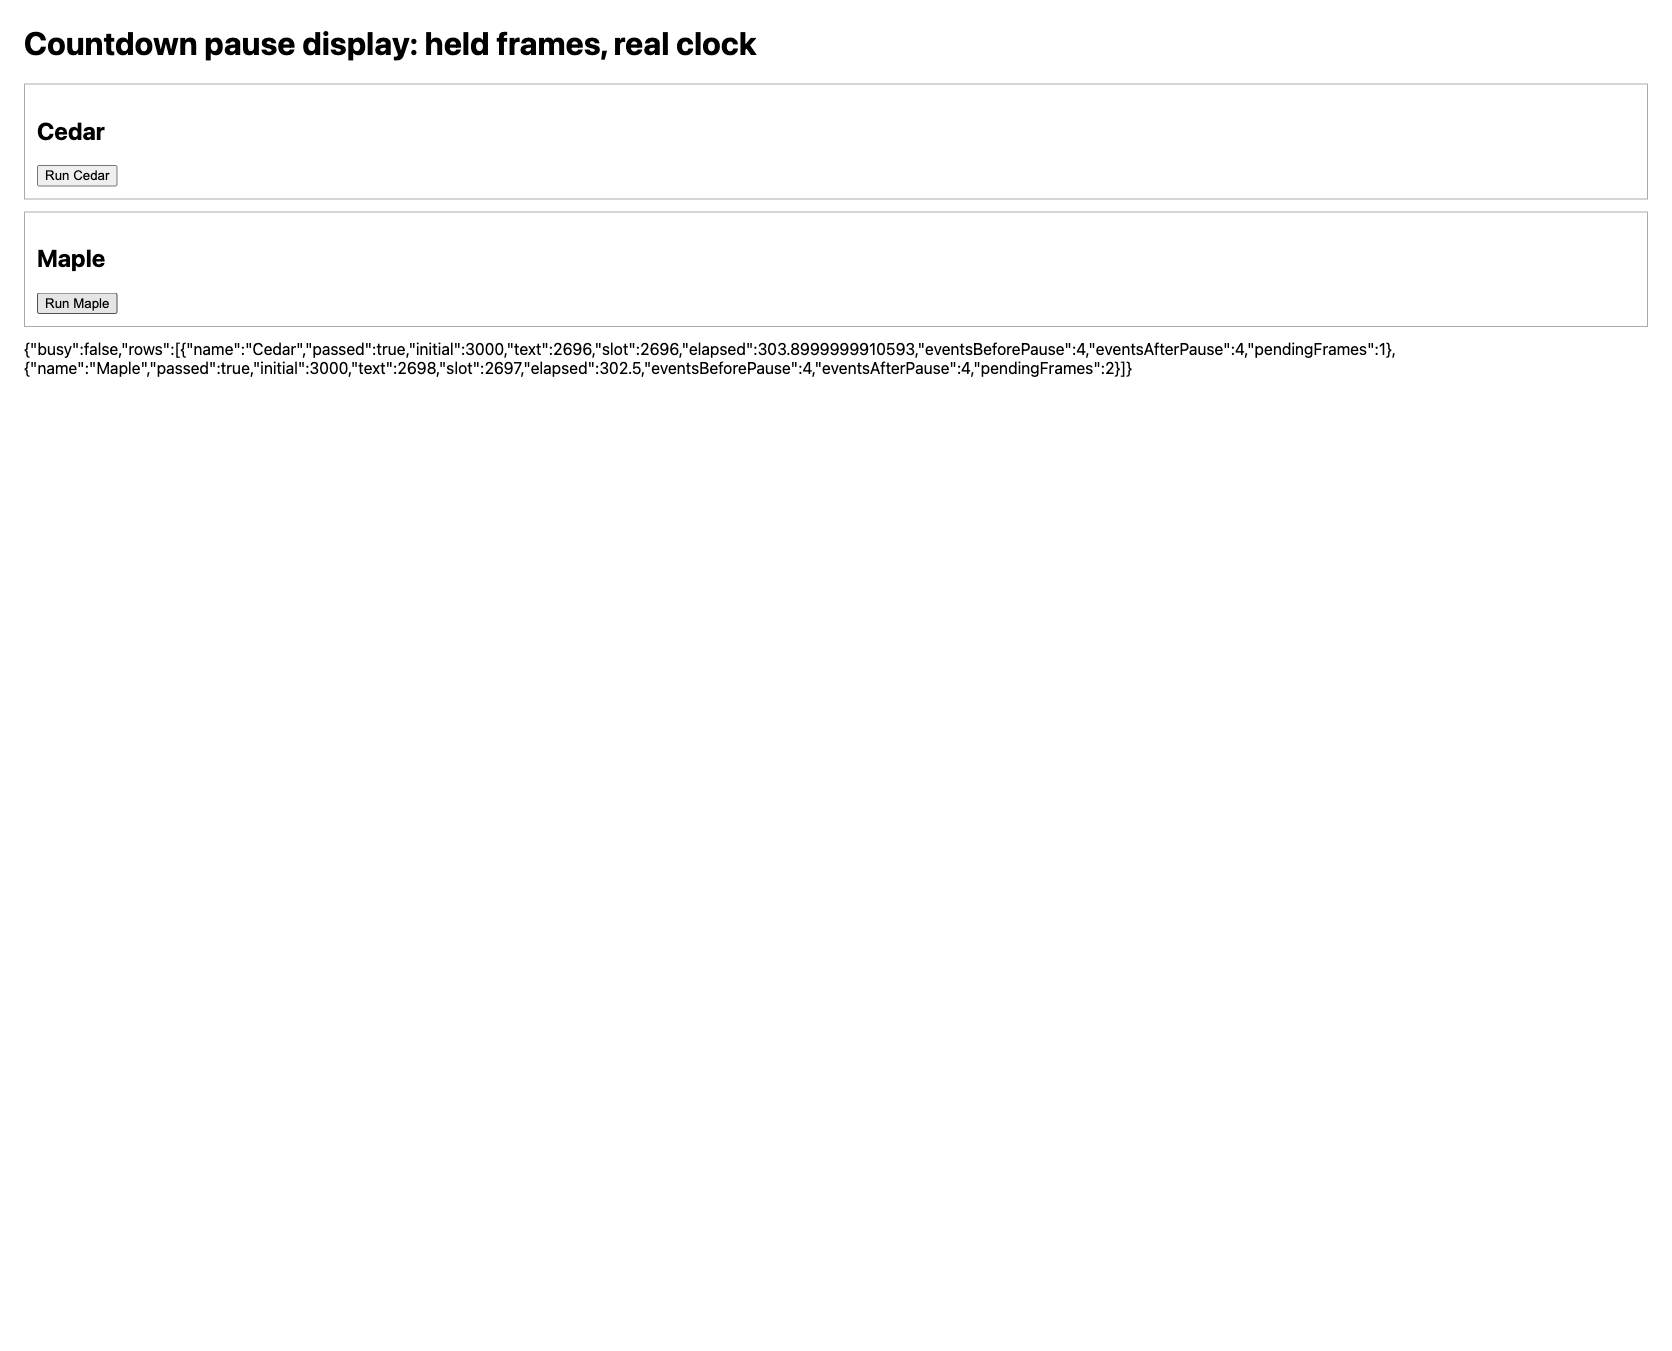 Countdown pause display: held frames, real clock
Cedar
Run Cedar
Maple
Run Maple
{"busy":false,"rows":[{"name":"Cedar","passed":true,"initial":3000,"text":2696,"slot":2696,"elapsed":303.8999999910593,"eventsBeforePause":4,"eventsAfterPause":4,"pendingFrames":1},
{"name":"Maple","passed":true,"initial":3000,"text":2698,"slot":2697,"elapsed":302.5,"eventsBeforePause":4,"eventsAfterPause":4,"pendingFrames":2}]}